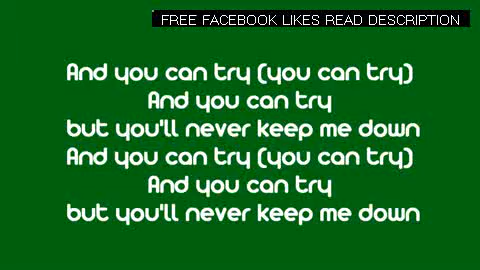 FREE FACEBOOK LIKES READ DESCRIPTION
And you can try (you can try)
And you can try
but you'll never keep me down
And you can try (you can try)
And you can try
but you'll never keep me down